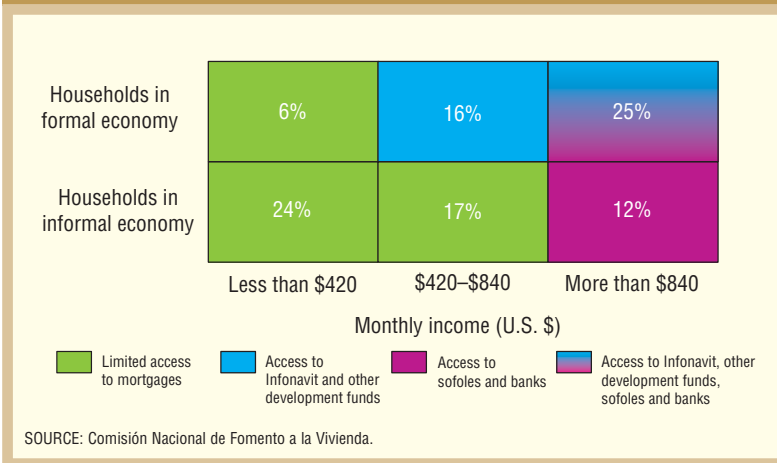 Households in
formal economy
6%
16%
25%
Households in
informal economy
24%
17%
12%
Less than $420
$420–$840
More than $840
Monthly income (U.S. $)
Limited access
to mortgages
Access to
Infonavit and other
development funds
Access to
sofoles and banks
Access to Infonavit, other
development funds,
sofoles and banks
SOURCE: Comisión Nacional de Fomento a la Vivienda.